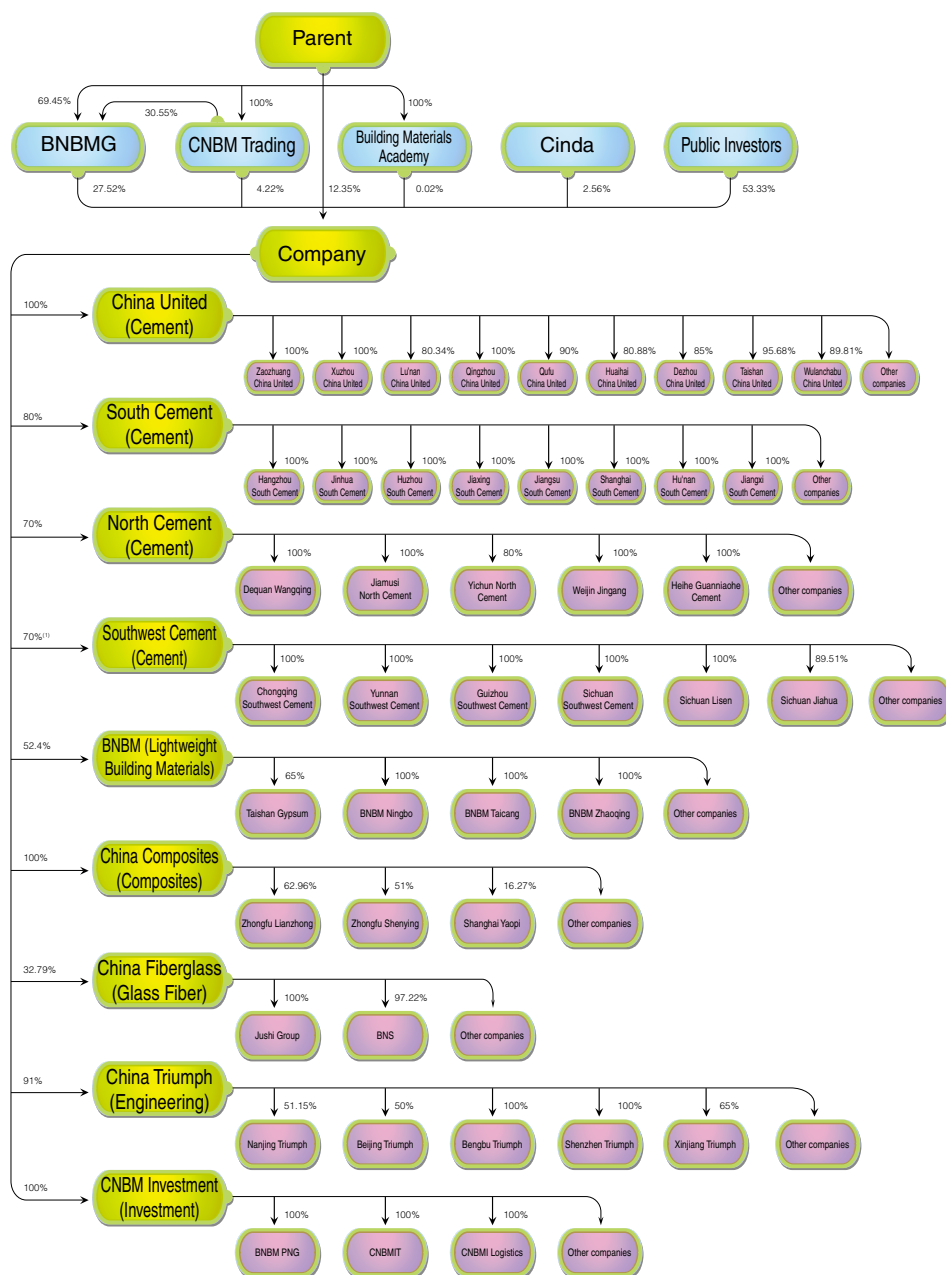 Parent
69.45%
30.55%
100%
100%
BNBMG
CNBM Trading
Building Materials
Academy
Cinda
Public Investors
27.52%
4.22%
12.35%
0.02%
2.56%
53.33%
Company
100%
China United
(Cement)
100%
100%
80.34%
100%
90%
80.88%
85%
95.68%
89.81%
Zaozhuang
China United
Xuzhou
China United
Lu'nan
China United
Qingzhou
China United
Qufu
China United
Huaihai
China United
Dezhou
China United
Taishan
China United
Wulanchabu
China United
Other
companies
80%
South Cement
(Cement)
100%
100%
100%
100%
100%
100%
100%
100%
Hangzhou
South Cement
Jinhua
South Cement
Huzhou
South Cement
Jiaxing
South Cement
Jiangsu
South Cement
Shanghai
South Cement
Hu'nan
South Cement
Jiangxi
South Cement
Other
companies
70%
North Cement
(Cement)
100%
100%
80%
100%
100%
Dequan Wangqing
Jiamusi
North Cement
Yichun North
Cement
Weijin Jingang
Heihe Guanniaohe
Cement
Other companies
70%(1)
Southwest Cement
(Cement)
100%
100%
100%
100%
100%
89.51%
Chongqing
Southwest Cement
Yunnan
Southwest Cement
Guizhou
Southwest Cement
Sichuan
Southwest Cement
Sichuan Lisen
Sichuan Jiahua
Other companies
52.4%
BNBM (Lightweight
Building Materials)
65%
100%
100%
100%
Taishan Gypsum
BNBM Ningbo
BNBM Taicang
BNBM Zhaoqing
Other companies
100%
China Composites
(Composites)
62.96%
51%
16.27%
Zhongfu Lianzhong
Zhongfu Shenying
Shanghai Yaopi
Other companies
32.79%
China Fiberglass
(Glass Fiber)
100%
97.22%
Jushi Group
BNS
Other companies
91%
China Triumph
(Engineering)
51.15%
50%
100%
100%
65%
Nanjing Triumph
Beijing Triumph
Bengbu Triumph
Shenzhen Triumph
Xinjiang Triumph
Other companies
100%
CNBM Investment
(Investment)
100%
100%
100%
BNBM PNG
CNBMIT
CNBMI Logistics
Other companies